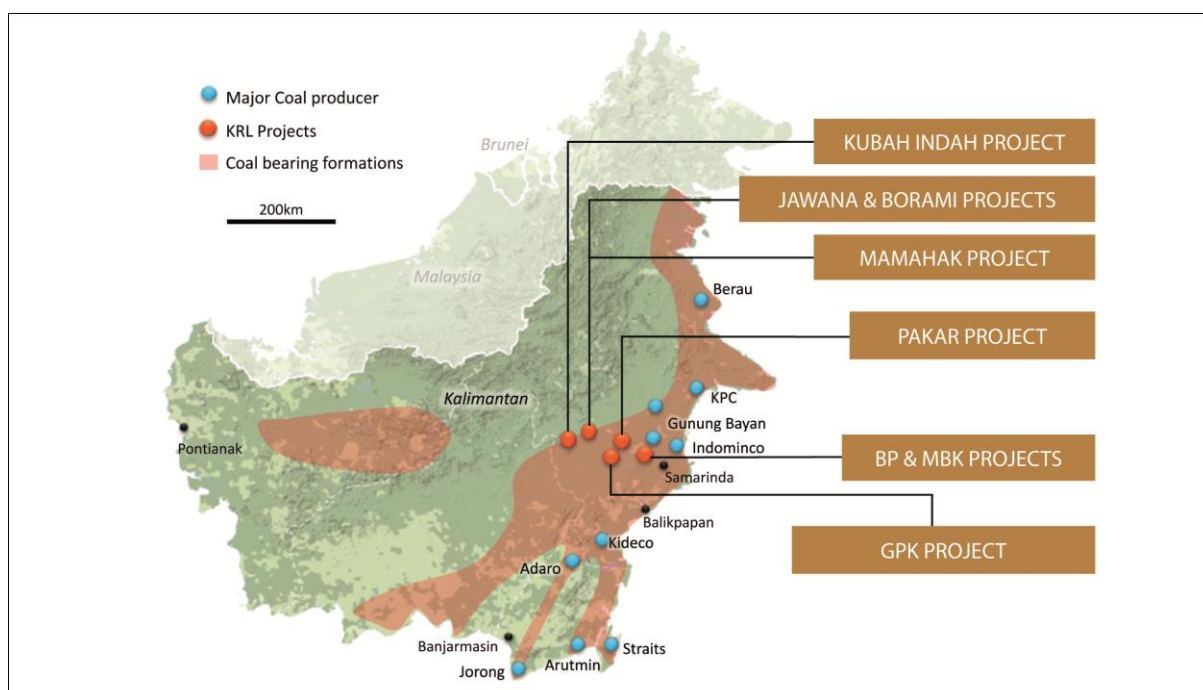 Major Coal producer
KRL Projects
Coal bearing formations
200km
Brunei
Malaysia
Kalimantan
Pontianak
Berau
KPC
Gunung Bayan
Indominco
Samarinda
Balikpapan
Kideco
Adaro
Banjarmasin
Jorong
Arutmin
Straits
KUBAH INDAH PROJECT
JAWANA & BORAMI PROJECTS
MAMAHAK PROJECT
PAKAR PROJECT
BP & MBK PROJECTS
GPK PROJECT